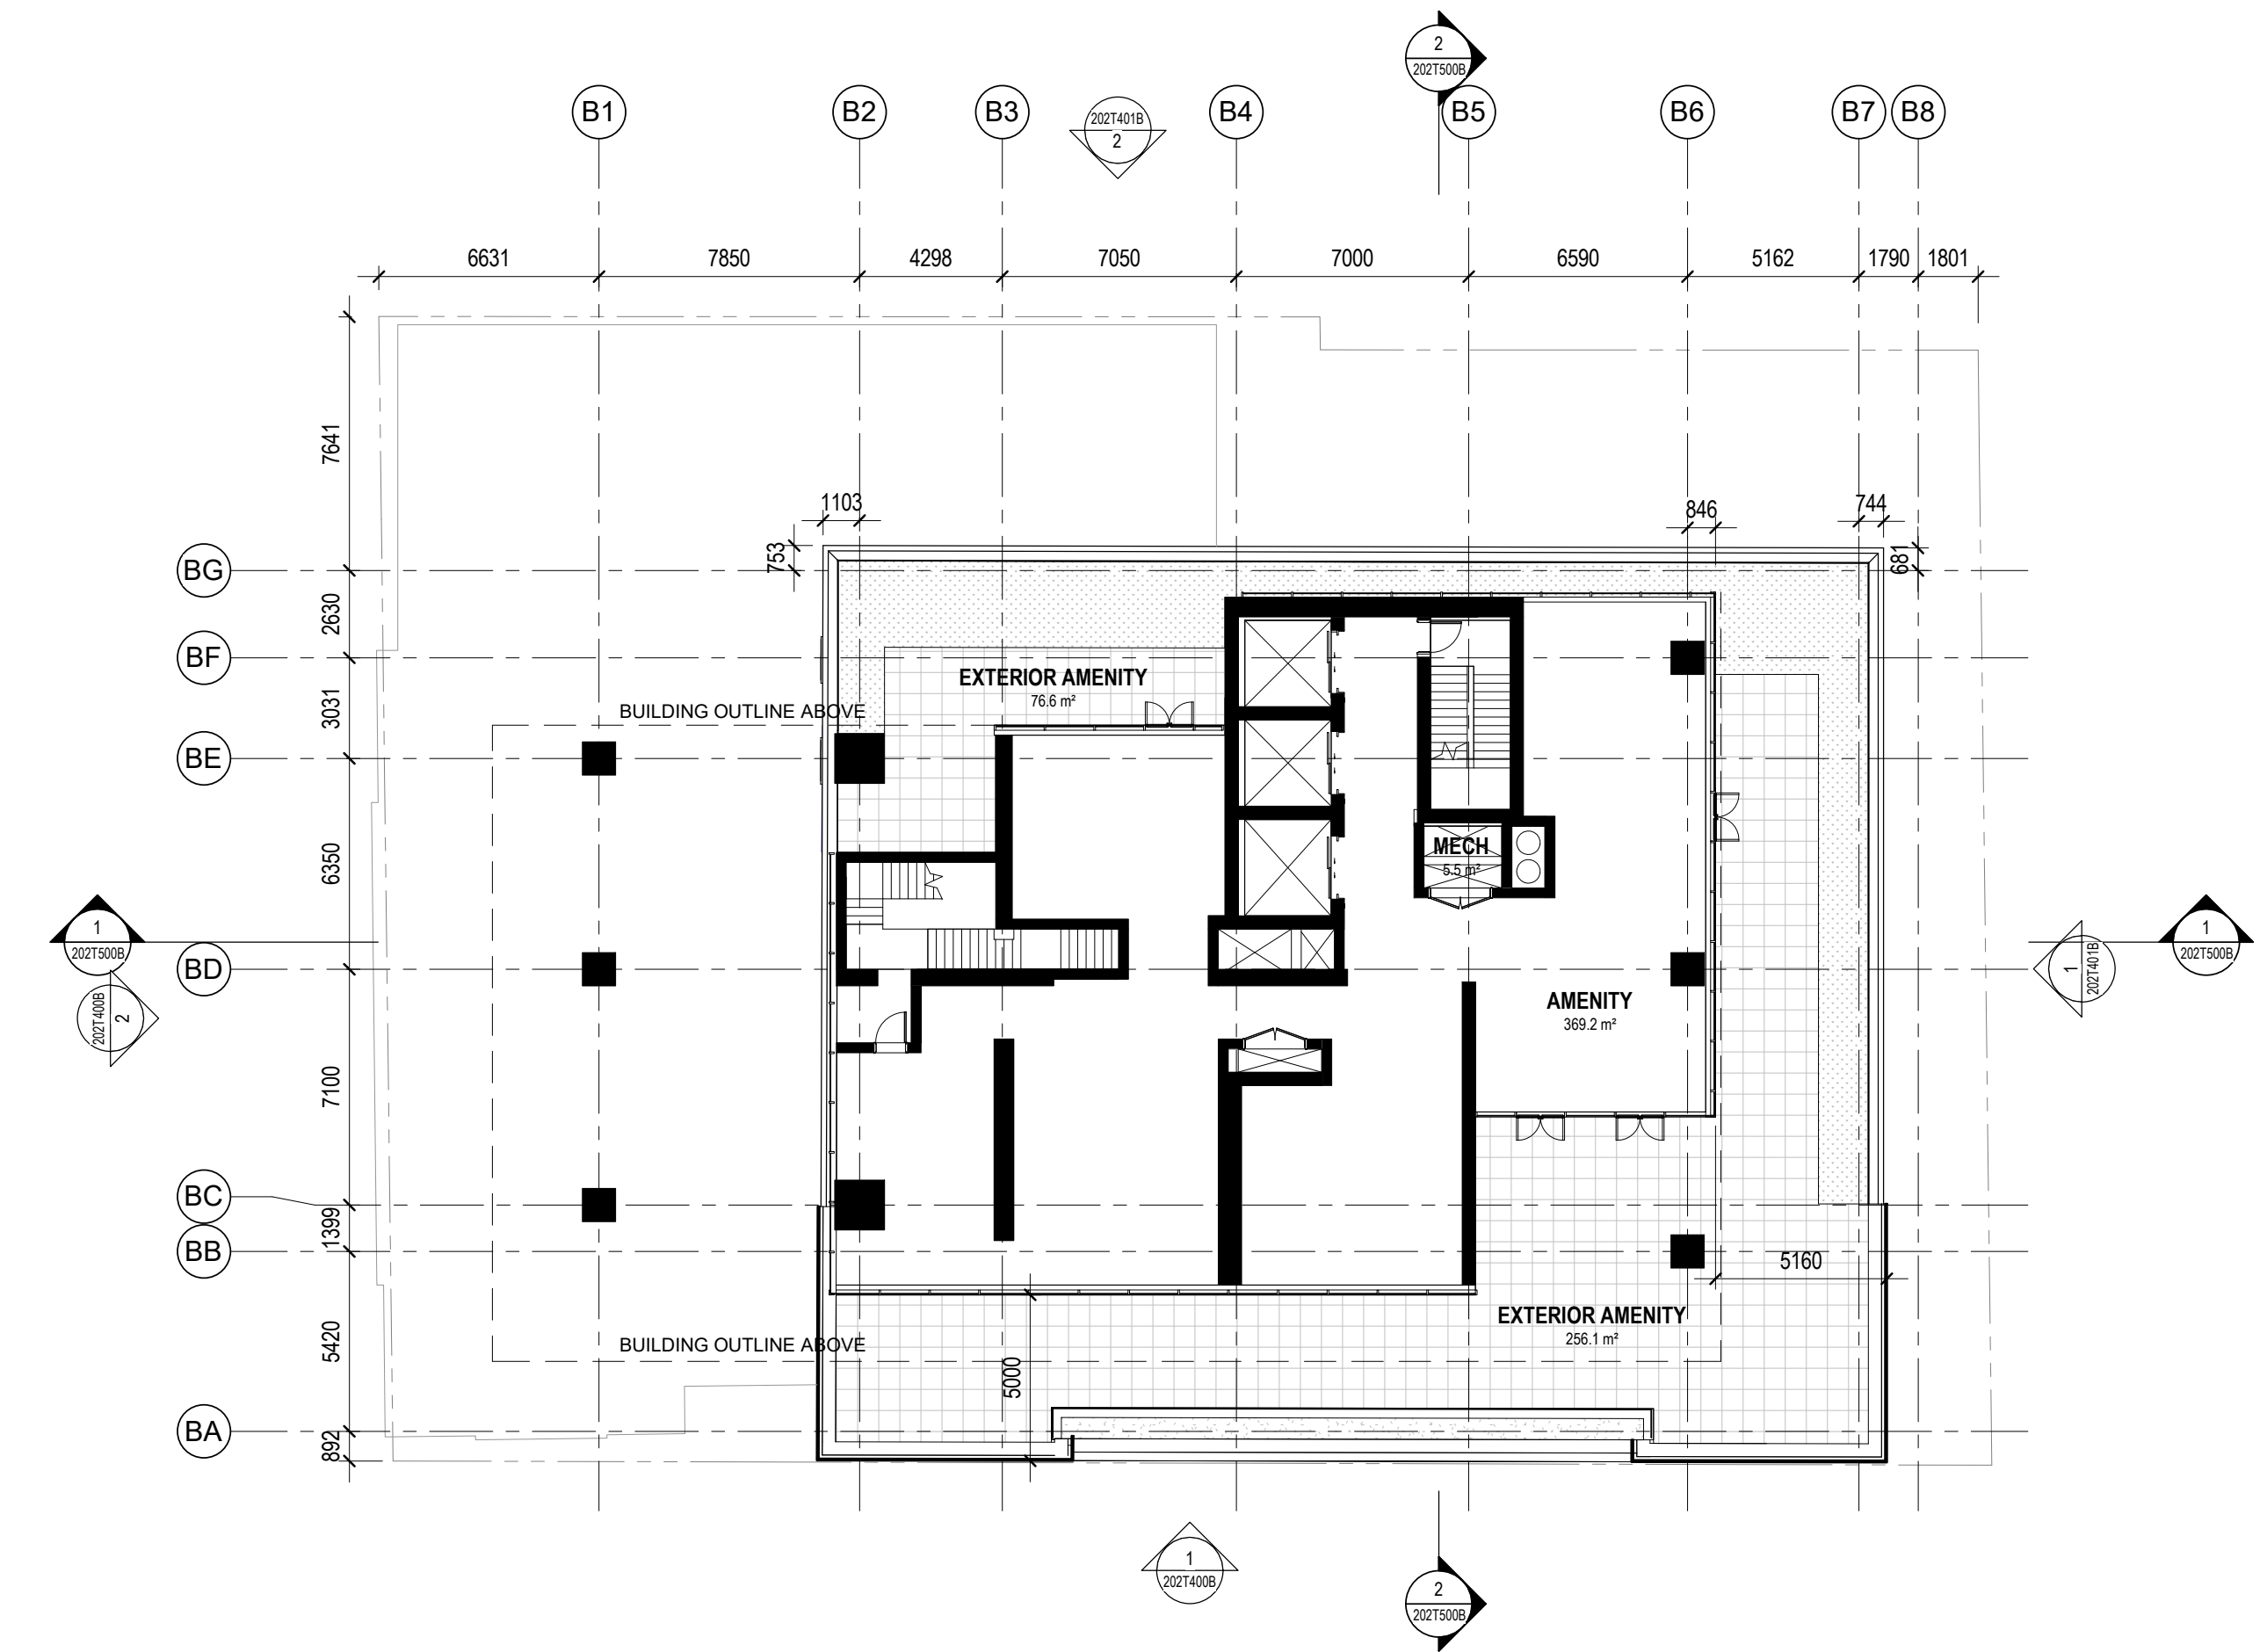 2
202T500B
B1
B2
B3
202T401B
2
B4
B5
B6
B7
B8
6631
7850
4298
7050
7000
6590
5162
1790
1801
7641
1103
846
744
753
681
BG
2630
BF
EXTERIOR AMENITY
76.6 m²
3031
BUILDING OUTLINE ABOVE
BE
6350
MECH
5.5 m²
1
202T500B
1
202T500B
BD
202T400B
2
1
202T401B
AMENITY
369.2 m²
7100
BC
1399
BB
5160
EXTERIOR AMENITY
256.1 m²
5420
BUILDING OUTLINE ABOVE
5000
BA
892
1
202T400B
2
202T500B